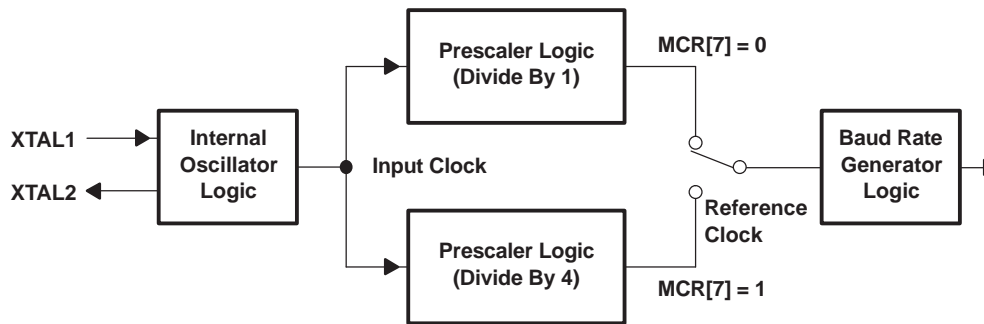 Prescaler Logic
(Divide By 1)
MCR[7] = 0
XTAL1
XTAL2
Internal
Oscillator
Logic
Input Clock
Baud Rate
Generator
Logic
Reference
Clock
Prescaler Logic
(Divide By 4)
MCR[7] = 1